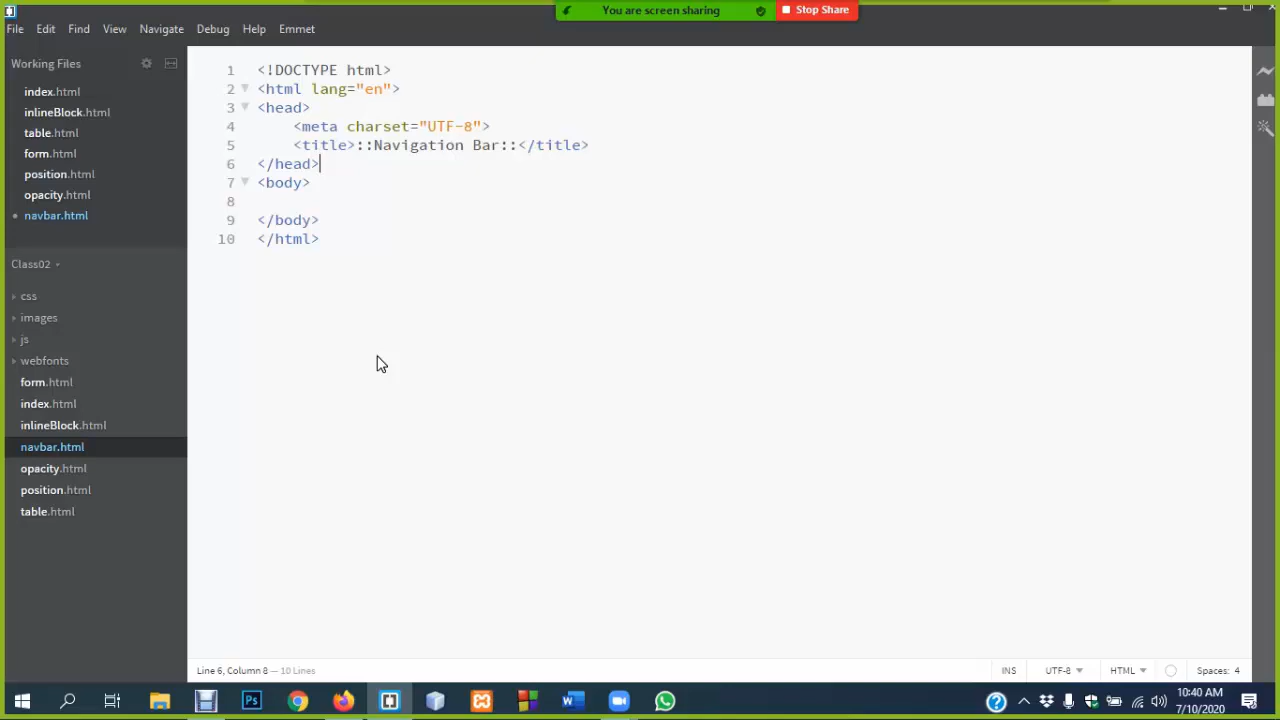 You are screen sharing
Stop Share
File Edit Find View Navigate Debug Help Emmet
Working Files
index.html
inlineBlock.html
table.html
form.html
position.html
opacity.html
navbar.html
Class02
css
images
js
webfonts
form.html
index.html
inlineBlock.html
navbar.html
opacity.html
position.html
table.html
1 <!DOCTYPE html>
2 <html lang="en">
3 <head>
4 <meta charset="UTF-8">
5 <title>::Navigation Bar::</title>
6 </head>
7 <body>
8
9 </body>
10 </html>
Line 6, Column 8 — 10 Lines
INS UTF-8 HTML Spaces: 4
Ps
W
10:40 AM
7/10/2020